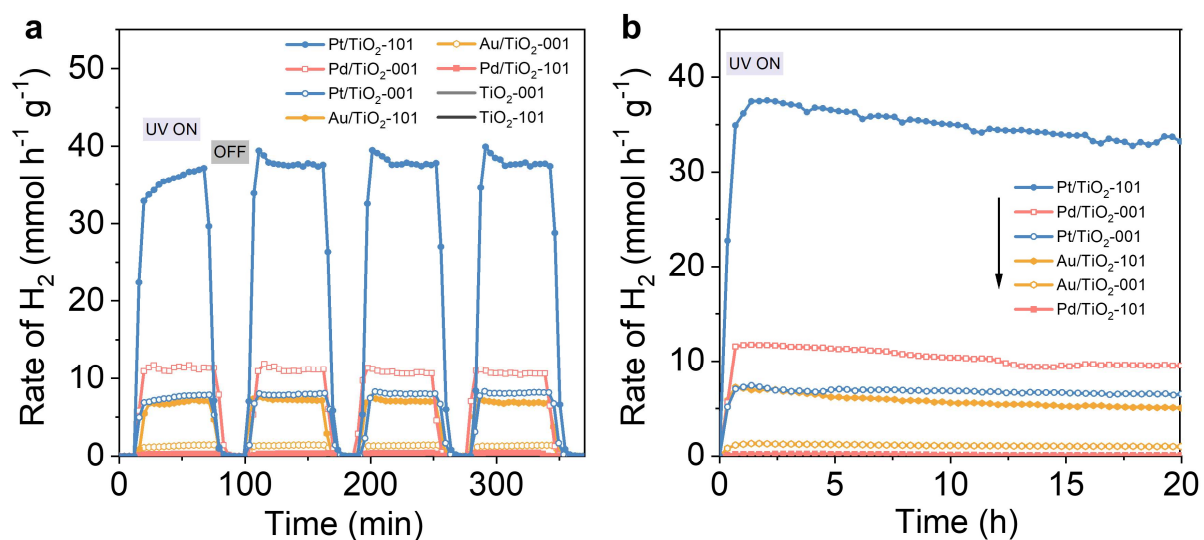 a
Rate of H₂ (mmol h⁻¹ g⁻¹)
50
40
30
20
10
0
Pt/TiO₂-101
Pd/TiO₂-001
Pt/TiO₂-001
Au/TiO₂-101
Au/TiO₂-001
Pd/TiO₂-101
TiO₂-001
TiO₂-101
UV ON
OFF
0 100 200 300
Time (min)
b
Rate of H₂ (mmol h⁻¹ g⁻¹)
40
30
20
10
0
UV ON
Pt/TiO₂-101
Pd/TiO₂-001
Pt/TiO₂-001
Au/TiO₂-101
Au/TiO₂-001
Pd/TiO₂-101
0 5 10 15 20
Time (h)